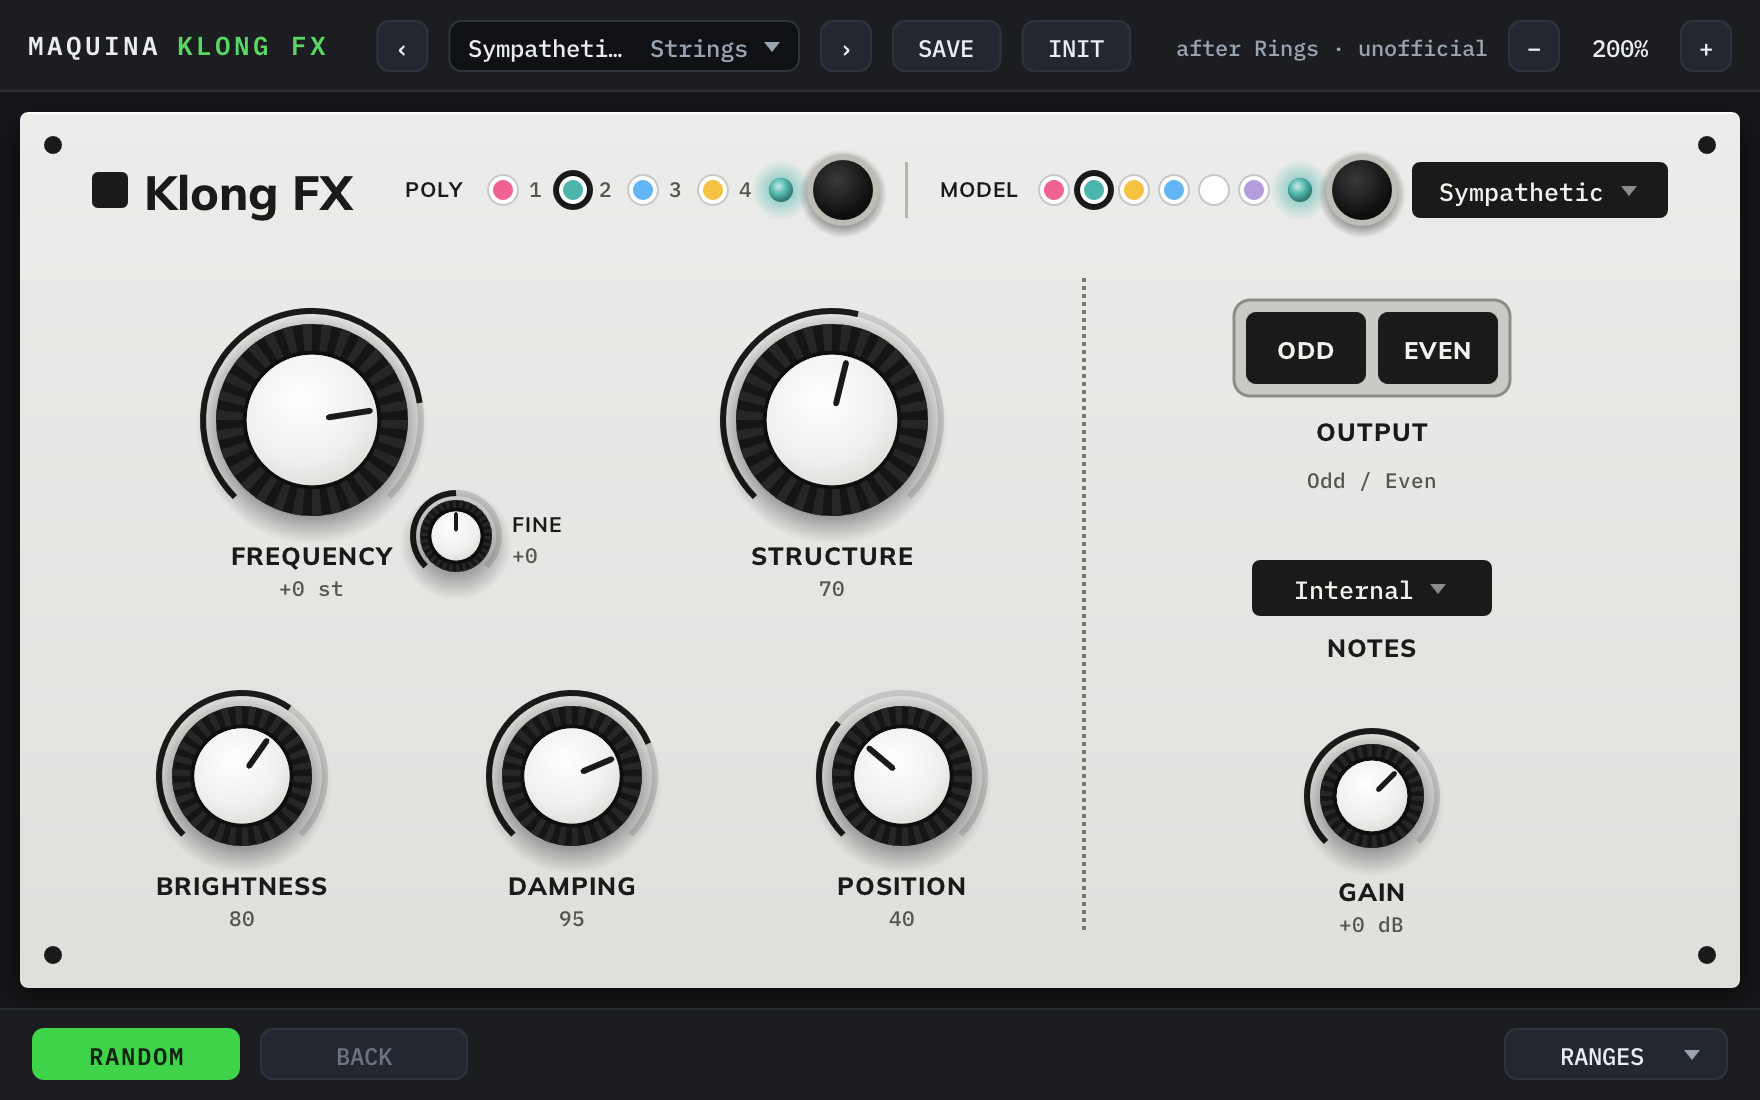 MAQUINA KLONG FX ‹ Sympatheti… Strings › SAVE INIT after Rings · unofficial − 200% +
Klong FX POLY 1 2 3 4 MODEL Sympathetic
ODD EVEN
OUTPUT
Odd / Even
FREQUENCY
+0 st
FINE
+0
STRUCTURE
70
Internal
NOTES
BRIGHTNESS
80
DAMPING
95
POSITION
40
GAIN
+0 dB
RANDOM BACK RANGES